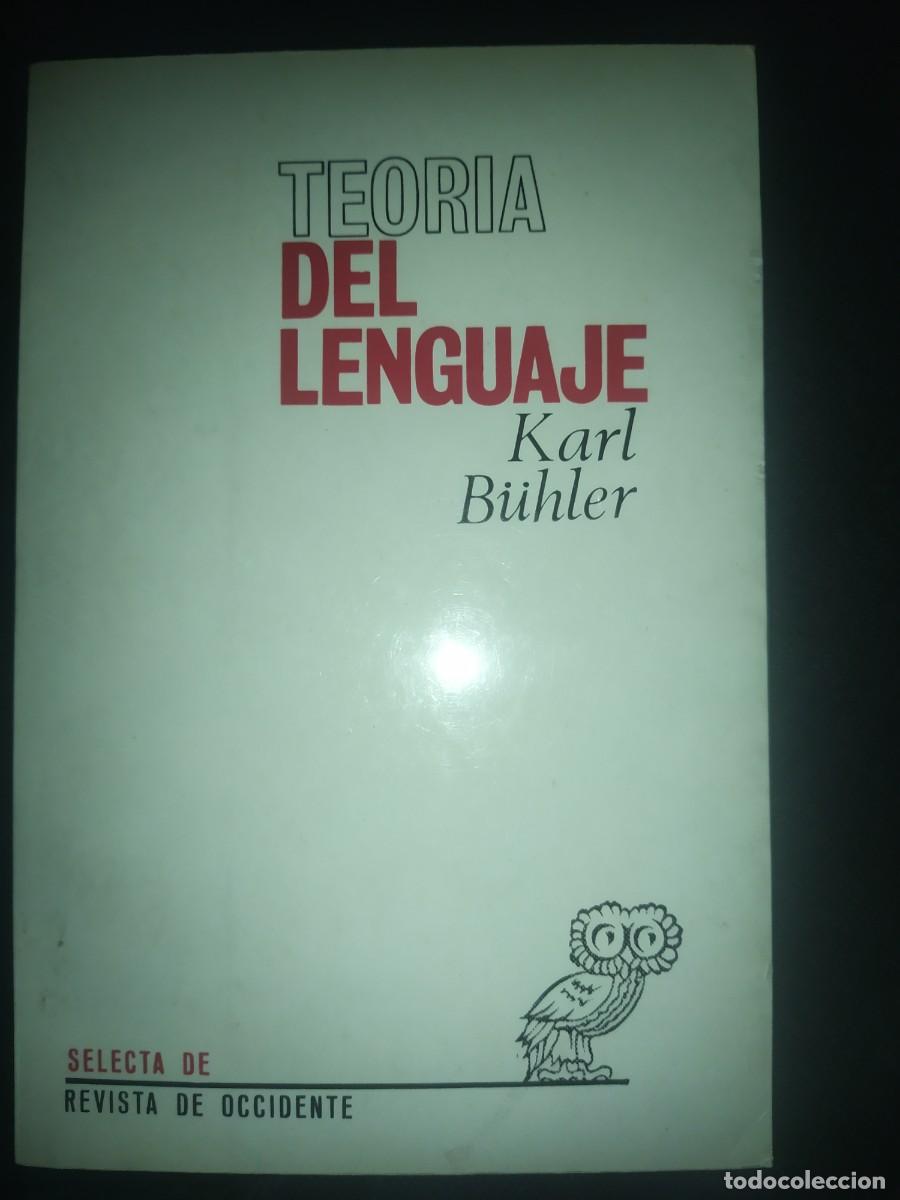 TEORIA
DEL
LENGUAJE
Karl
Bühler
SELECTA DE
REVISTA DE OCCIDENTE
todocoleccion